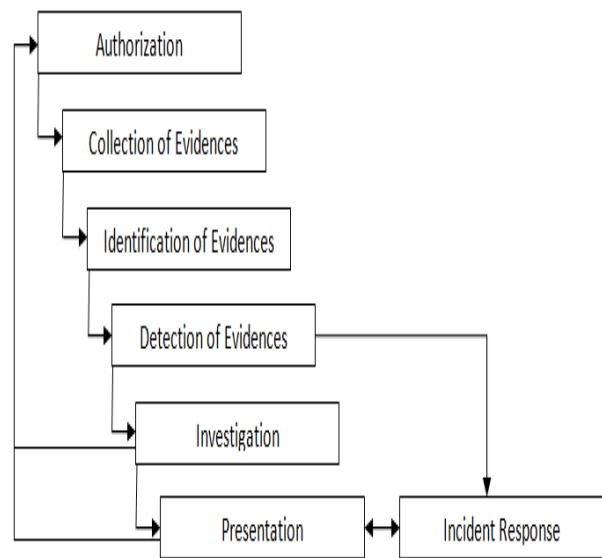 Authorization
Collection of Evidences
Identification of Evidences
Detection of Evidences
Investigation
Presentation
Incident Response